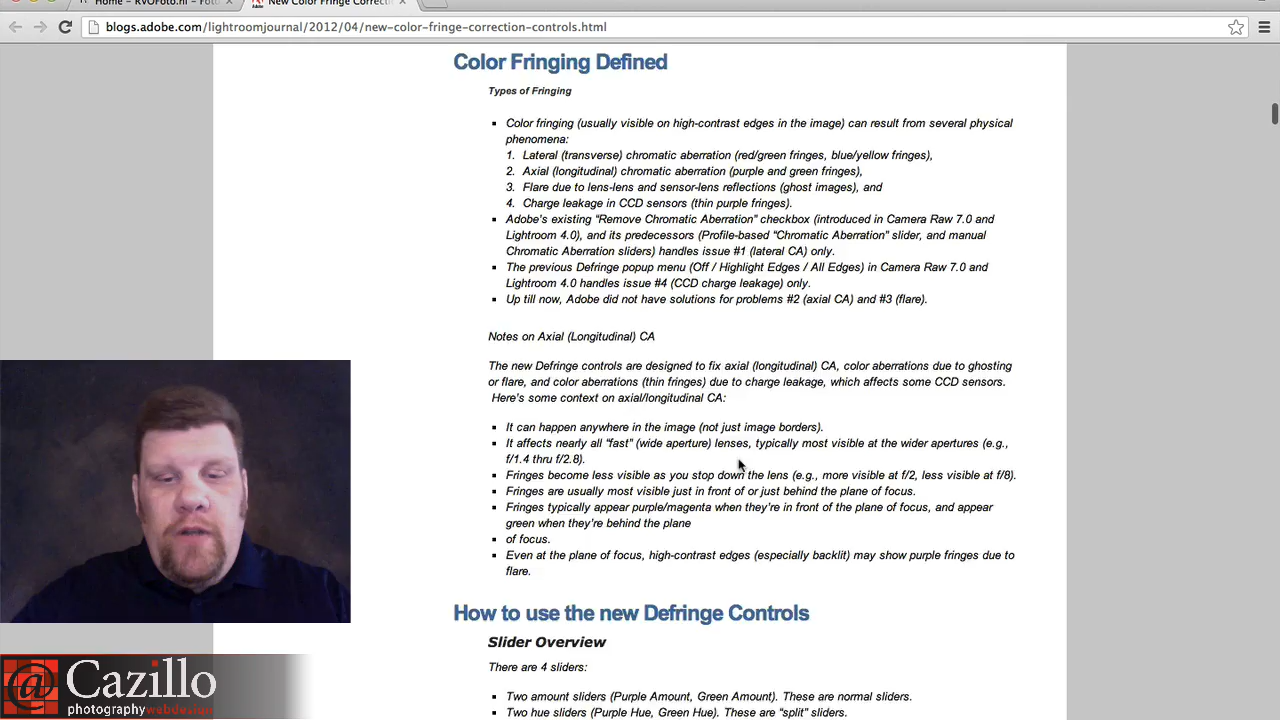 Home – RVOFoto.nl – Foto
New Color Fringe Correcti
blogs.adobe.com/lightroomjournal/2012/04/new-color-fringe-correction-controls.html
Color Fringing Defined
Types of Fringing
Color fringing (usually visible on high-contrast edges in the image) can result from several physical
phenomena:
1. Lateral (transverse) chromatic aberration (red/green fringes, blue/yellow fringes),
2. Axial (longitudinal) chromatic aberration (purple and green fringes),
3. Flare due to lens-lens and sensor-lens reflections (ghost images), and
4. Charge leakage in CCD sensors (thin purple fringes).
Adobe's existing "Remove Chromatic Aberration" checkbox (introduced in Camera Raw 7.0 and
Lightroom 4.0), and its predecessors (Profile-based "Chromatic Aberration" slider, and manual
Chromatic Aberration sliders) handles issue #1 (lateral CA) only.
The previous Defringe popup menu (Off / Highlight Edges / All Edges) in Camera Raw 7.0 and
Lightroom 4.0 handles issue #4 (CCD charge leakage) only.
Up till now, Adobe did not have solutions for problems #2 (axial CA) and #3 (flare).
Notes on Axial (Longitudinal) CA
The new Defringe controls are designed to fix axial (longitudinal) CA, color aberrations due to ghosting
or flare, and color aberrations (thin fringes) due to charge leakage, which affects some CCD sensors.
Here's some context on axial/longitudinal CA:
It can happen anywhere in the image (not just image borders).
It affects nearly all "fast" (wide aperture) lenses, typically most visible at the wider apertures (e.g.,
f/1.4 thru f/2.8).
Fringes become less visible as you stop down the lens (e.g., more visible at f/2, less visible at f/8).
Fringes are usually most visible just in front of or just behind the plane of focus.
Fringes typically appear purple/magenta when they're in front of the plane of focus, and appear
green when they're behind the plane
of focus.
Even at the plane of focus, high-contrast edges (especially backlit) may show purple fringes due to
flare.
How to use the new Defringe Controls
Slider Overview
There are 4 sliders:
Two amount sliders (Purple Amount, Green Amount). These are normal sliders.
Two hue sliders (Purple Hue, Green Hue). These are "split" sliders.
@ Cazillo
photographywebdesign